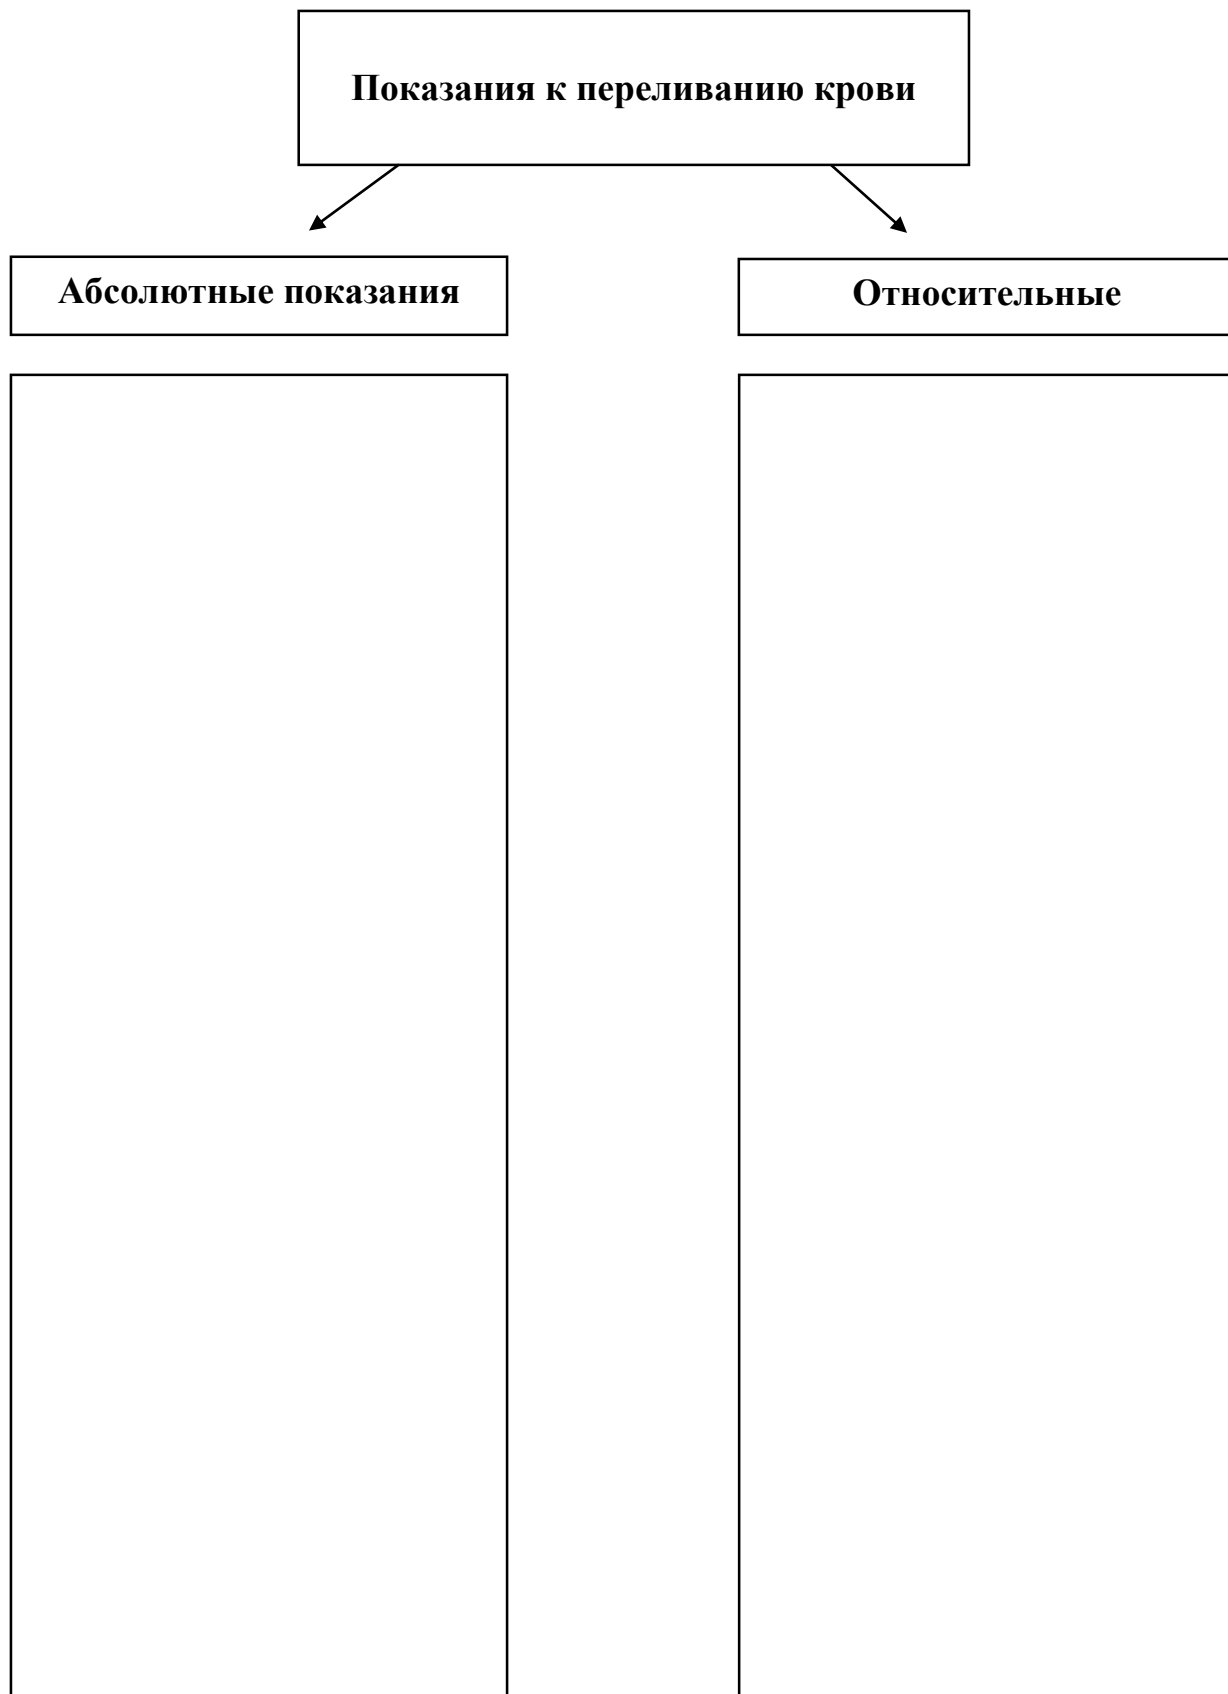 Показания к переливанию крови
Абсолютные показания
Относительные